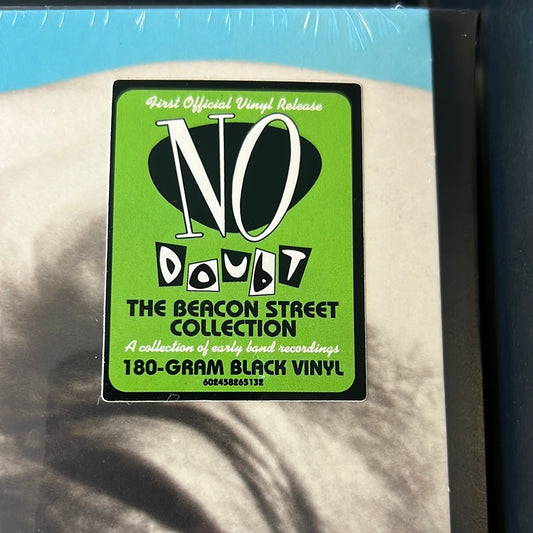 First Official Vinyl Release
NO
DOUBT
THE BEACON STREET
COLLECTION
A collection of early band recordings
180-GRAM BLACK VINYL
602458265132